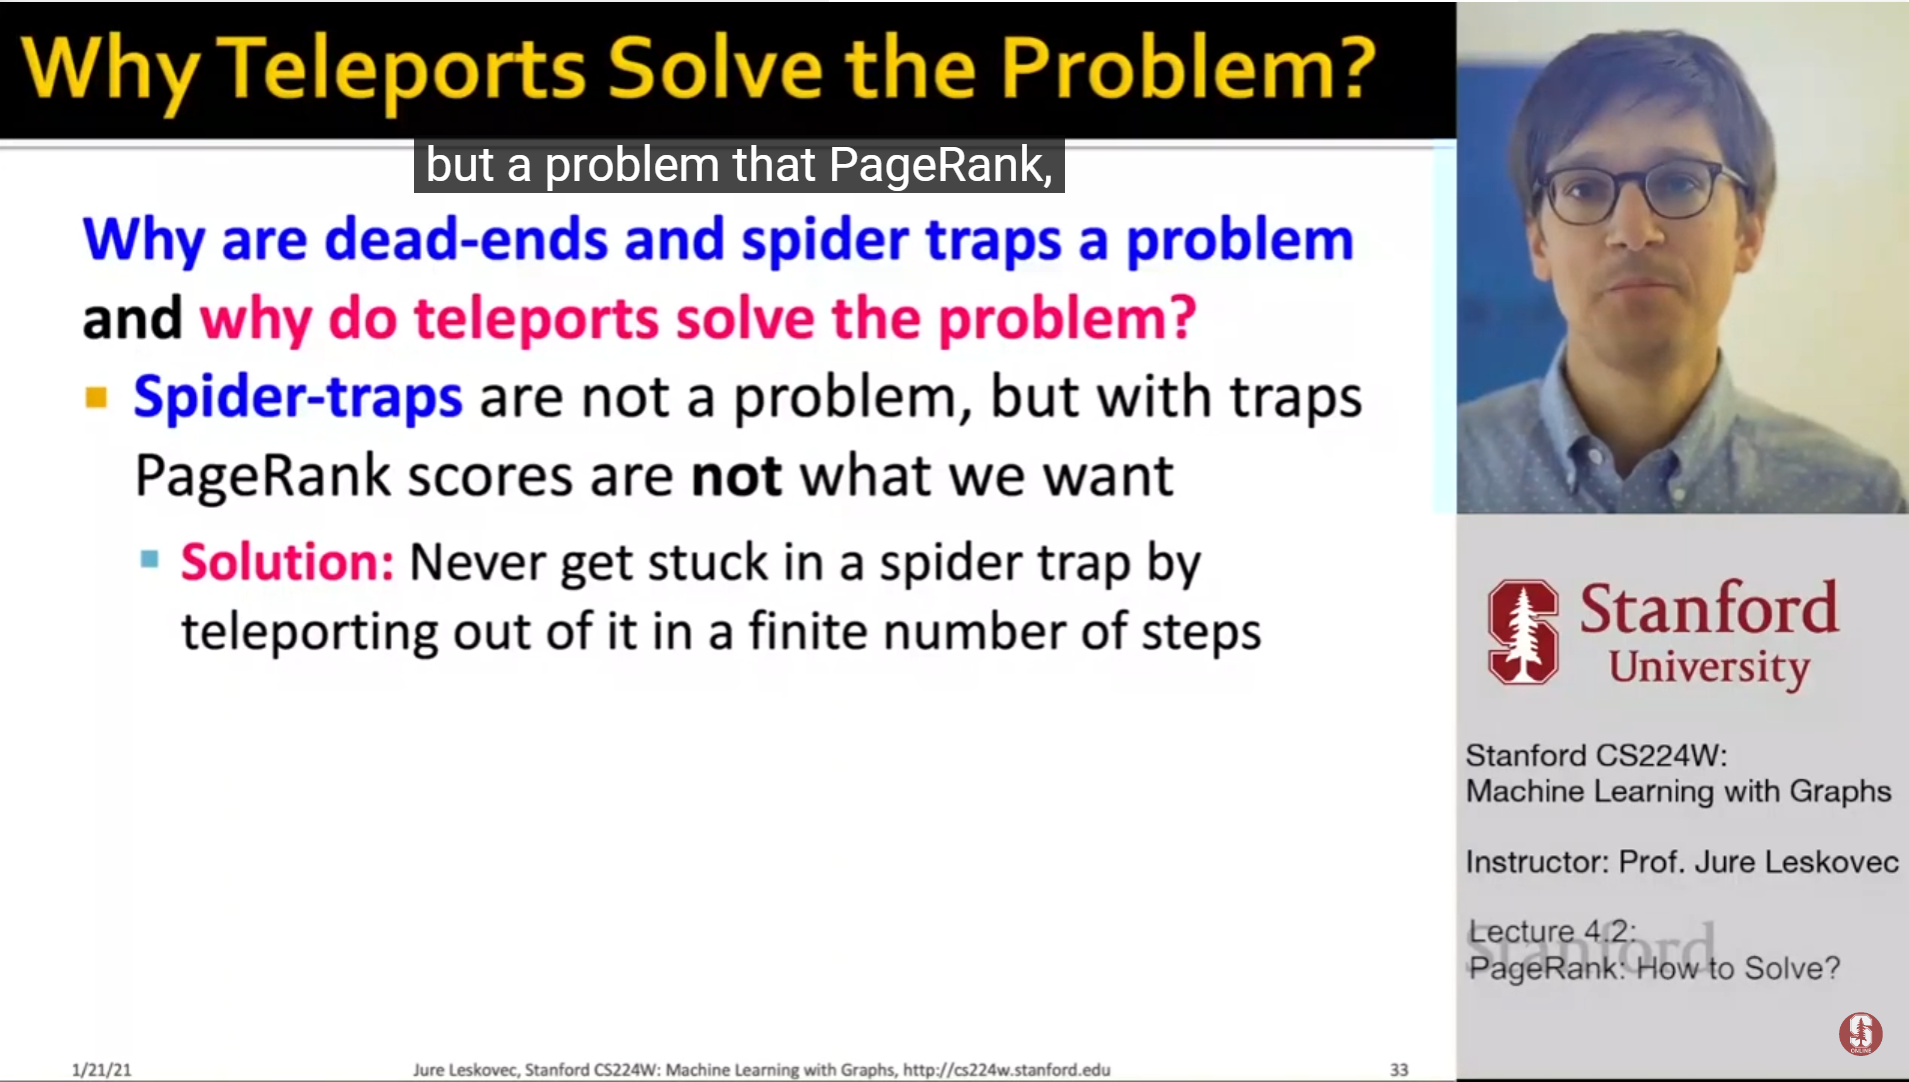 Why Teleports Solve the Problem?
but a problem that PageRank,
Why are dead-ends and spider traps a problem
and why do teleports solve the problem?
Spider-traps are not a problem, but with traps
PageRank scores are not what we want
Solution: Never get stuck in a spider trap by
teleporting out of it in a finite number of steps
1/21/21
Jure Leskovec, Stanford CS224W: Machine Learning with Graphs, http://cs224w.stanford.edu
33
Stanford
University
Stanford CS224W:
Machine Learning with Graphs
Instructor: Prof. Jure Leskovec
Stanford
Lecture 4.2:
PageRank: How to Solve?
S
ONLINE